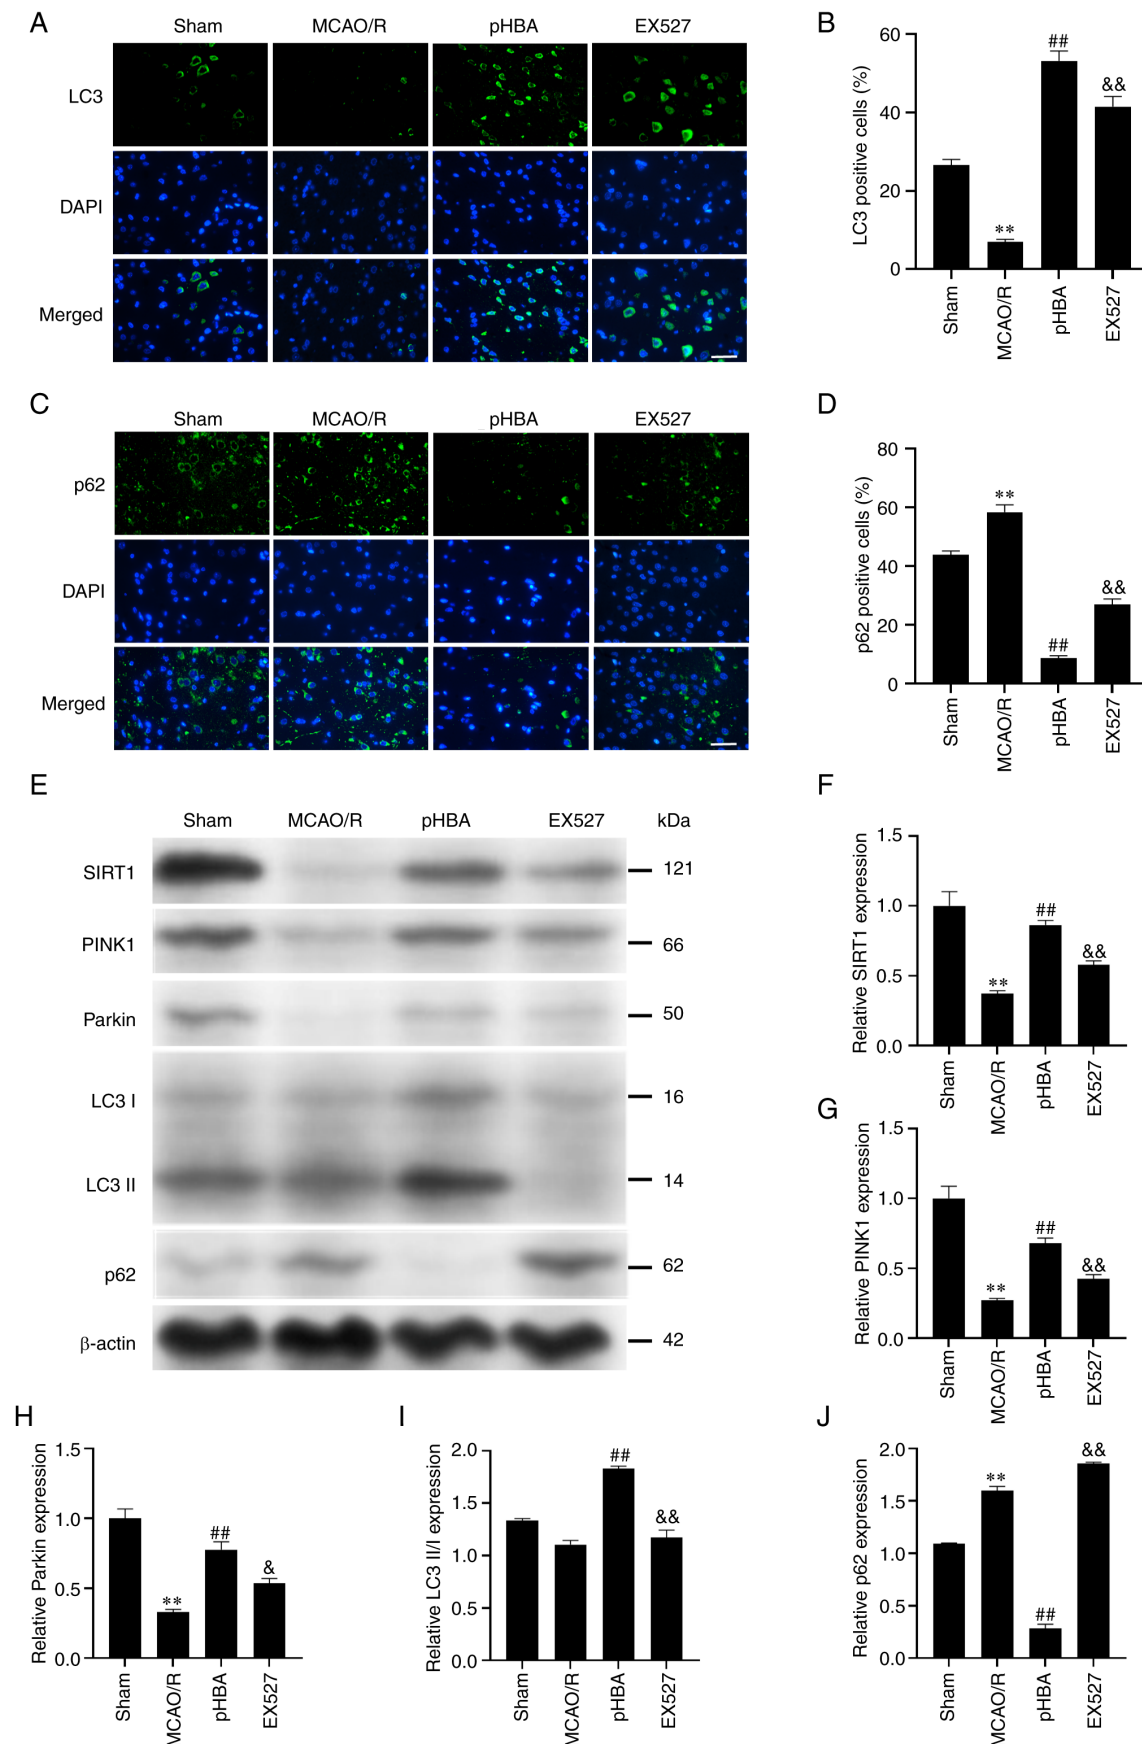 A
Sham
MCAO/R
pHBA
EX527
LC3
DAPI
Merged
B
LC3 positive cells (%)
60
40
20
0
**
##
&&
Sham
MCAO/R
pHBA
EX527
C
Sham
MCAO/R
pHBA
EX527
p62
DAPI
Merged
D
p62 positive cells (%)
80
60
40
20
0
**
##
&&
Sham
MCAO/R
pHBA
EX527
E
Sham
MCAO/R
pHBA
EX527
kDa
SIRT1
121
PINK1
66
Parkin
50
LC3 I
16
LC3 II
14
p62
62
β-actin
42
F
Relative SIRT1 expression
1.5
1.0
0.5
0.0
**
##
&&
Sham
MCAO/R
pHBA
EX527
G
Relative PINK1 expression
1.5
1.0
0.5
0.0
**
##
&&
Sham
MCAO/R
pHBA
EX527
H
Relative Parkin expression
1.5
1.0
0.5
0.0
**
##
&
Sham
MCAO/R
pHBA
EX527
I
Relative LC3 II/I expression
2.0
1.5
1.0
0.5
0.0
##
&&
Sham
MCAO/R
pHBA
EX527
J
Relative p62 expression
2.0
1.5
1.0
0.5
0.0
**
##
&&
Sham
MCAO/R
pHBA
EX527